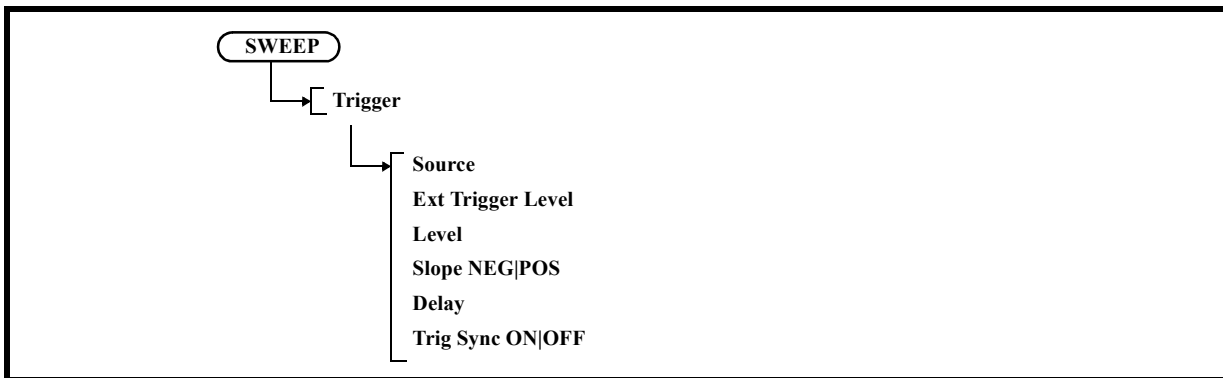 SWEEP
Trigger
Source
Ext Trigger Level
Level
Slope NEG|POS
Delay
Trig Sync ON|OFF